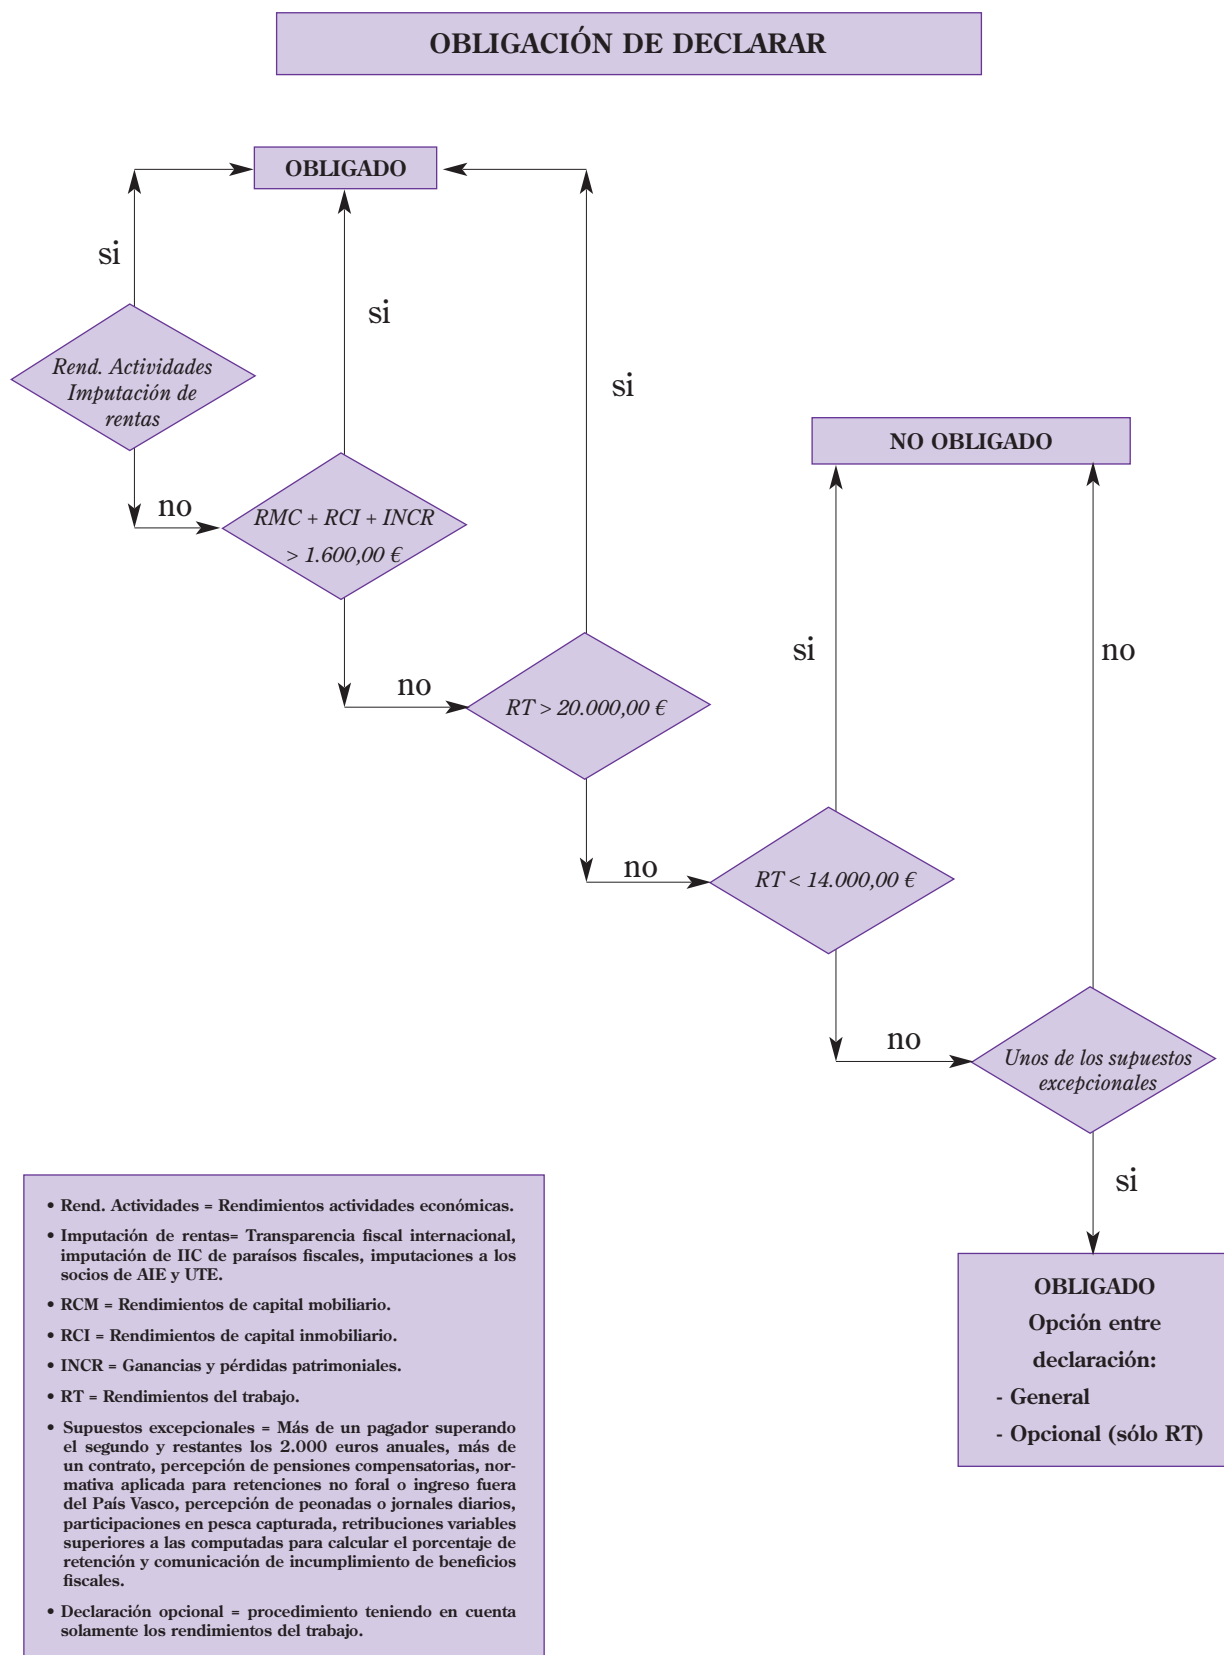 OBLIGACIÓN DE DECLARAR
OBLIGADO
si
si
Rend. Actividades
Imputación de
rentas
si
NO OBLIGADO
no
RMC + RCI + INCR
> 1.600,00 €
si
no
no
RT > 20.000,00 €
no
RT < 14.000,00 €
no
Unos de los supuestos
excepcionales
si
• Rend. Actividades = Rendimientos actividades económicas.
• Imputación de rentas= Transparencia fiscal internacional,
imputación de IIC de paraísos fiscales, imputaciones a los
socios de AIE y UTE.
• RCM = Rendimientos de capital mobiliario.
• RCI = Rendimientos de capital inmobiliario.
• INCR = Ganancias y pérdidas patrimoniales.
• RT = Rendimientos del trabajo.
• Supuestos excepcionales = Más de un pagador superando
el segundo y restantes los 2.000 euros anuales, más de
un contrato, percepción de pensiones compensatorias, nor-
mativa aplicada para retenciones no foral o ingreso fuera
del País Vasco, percepción de peonadas o jornales diarios,
participaciones en pesca capturada, retribuciones variables
superiores a las computadas para calcular el porcentaje de
retención y comunicación de incumplimiento de beneficios
fiscales.
• Declaración opcional = procedimiento teniendo en cuenta
solamente los rendimientos del trabajo.
OBLIGADO
Opción entre
declaración:
- General
- Opcional (sólo RT)